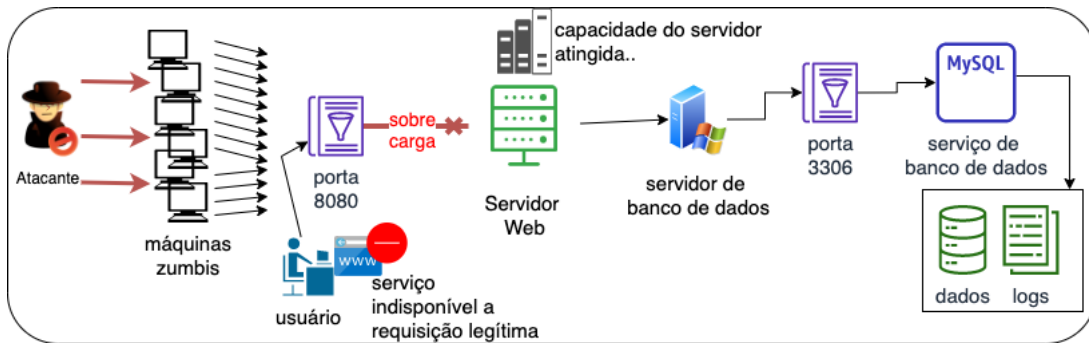 capacidade do servidor
atingida..
Atacante
máquinas
zumbis
porta
8080
sobre
carga
Servidor
Web
servidor de
banco de dados
porta
3306
MySQL
serviço de
banco de dados
dados
logs
usuário
www
serviço
indisponível a
requisição legítima